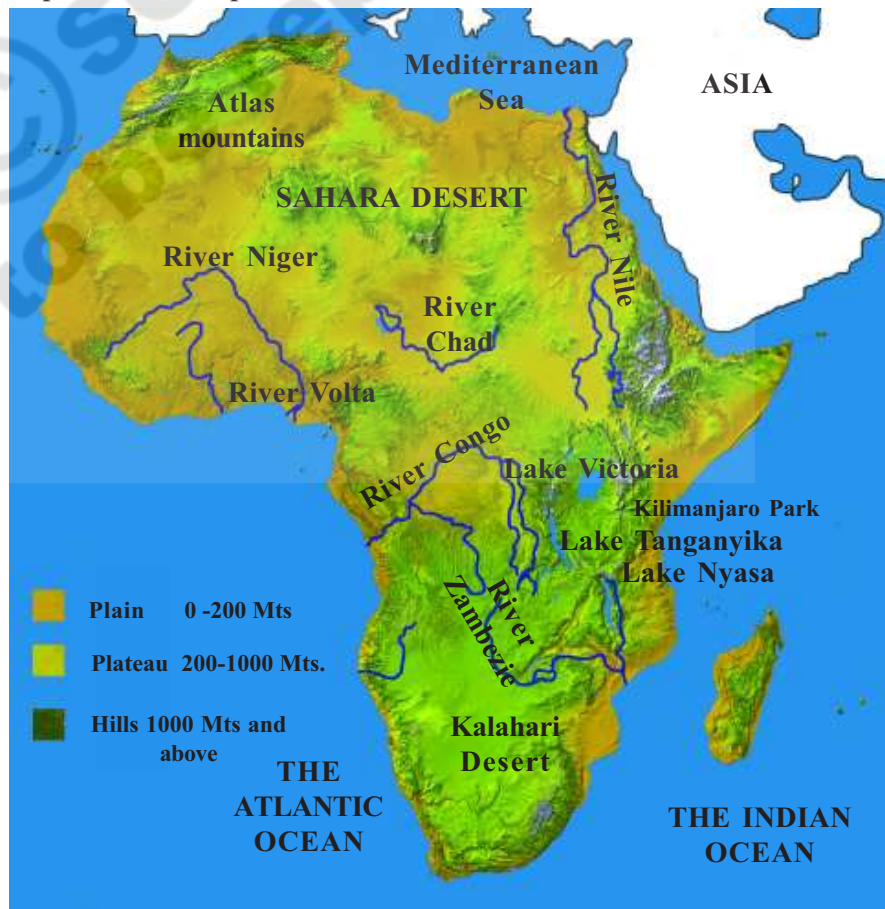 Mediterranean
Sea
ASIA
Atlas
mountains
SAHARA DESERT
River Nile
River Niger
River
Chad
River Volta
River Congo
Lake Victoria
Kilimanjaro Park
Lake Tanganyika
Lake Nyasa
River
Zambezie
Plain 0 -200 Mts
Plateau 200-1000 Mts.
Hills 1000 Mts and
above
Kalahari
Desert
THE
ATLANTIC
OCEAN
THE INDIAN
OCEAN